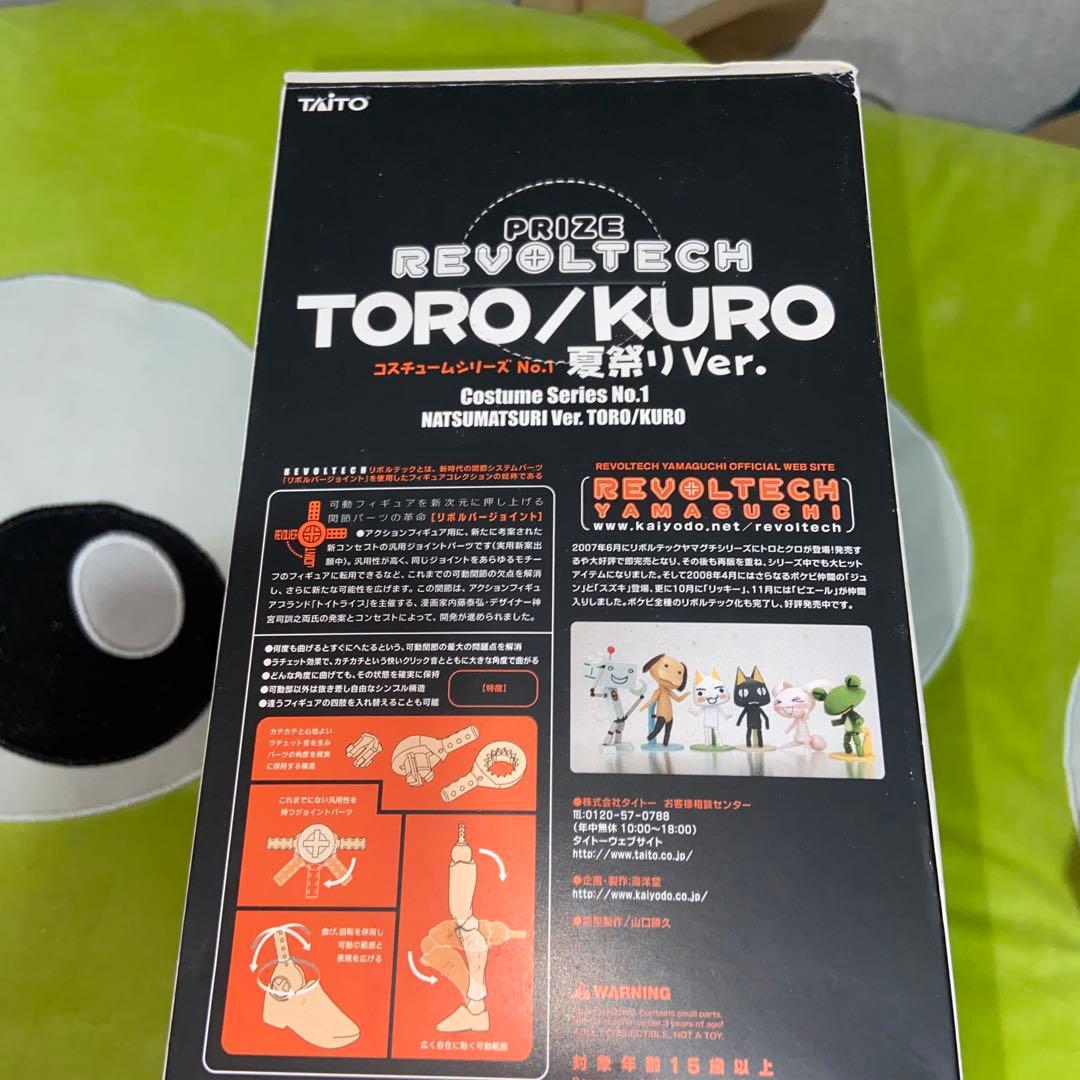 TAITO
PRIZE
REVOLTECH
TORO/KURO
コスチュームシリーズ No.1 夏祭りVer.
Costume Series No.1
NATSUMATSURI Ver. TORO/KURO
REVOLTECHリボルテックとは、新時代の関節システムパーツ
「リボルバージョイント」を使用したフィギュアコレクションの総称である
REVOLVER
JOINT
可動フィギュアを新次元に押し上げる
関節パーツの革命【リボルバージョイント】
●アクションフィギュア用に、新たに考案された
新コンセプトの汎用ジョイントパーツです(実用新案出
願中)。汎用性が高く、同じジョイントをあらゆるモチー
フのフィギュアに転用できるなど、これまでの可動関節の欠点を解消
し、さらに新たな可能性を広げます。この関節は、アクションフィギュ
アブランド「トイトライブ」を主催する、漫画家内藤泰弘・デザイナー神
宮司訓之両氏の発案とコンセプトによって、開発が進められました。
●何度も曲げるとすぐにへたるという、可動関節の最大の問題点を解消
●ラチェット効果で、カチカチという快いクリック音とともに大きな角度で曲がる
●どんな角度に曲げても、その状態を確実に保持
●可動部以外は抜き差し自由なシンプル構造
●違うフィギュアの四肢を入れ替えることも可能
【特徴】
カチカチと心地よい
ラチェット音を生み
パーツの角度を確実
に保持する構造
これまでにない汎用性を
持つジョイントパーツ
曲げ、回転を併用し
可動の範囲と
表現を広げる
広く自在に動く可動範囲
REVOLTECH YAMAGUCHI OFFICIAL WEB SITE
REVOLTECH
YAMAGUCHI
www.kaiyodo.net/revoltech
2007年6月にリボルテックヤマグチシリーズにトロとクロが登場!発売す
るや大好評で即完売となり、その後も再販を重ね、シリーズ中でも大ヒット
アイテムになりました。そして2008年4月にはさらなるポケピ仲間の「ジュ
ン」と「スズキ」登場、更に10月に「リッキー」、11月には「ピエール」が仲間
入りしました。ポケピ全種のリボルテック化も完了し、好評発売中です。
●株式会社タイトー お客様相談センター
℡:0120-57-0788
(年中無休 10:00〜18:00)
タイトーウェブサイト
http://www.taito.co.jp/
●企画・製作:海洋堂
http://www.kaiyodo.co.jp/
●造型製作/山口勝久
WARNING
Contains small parts.
children under 3 years of age!
ADULT COLLECTIBLE, NOT A TOY.
対象年齢15歳以上